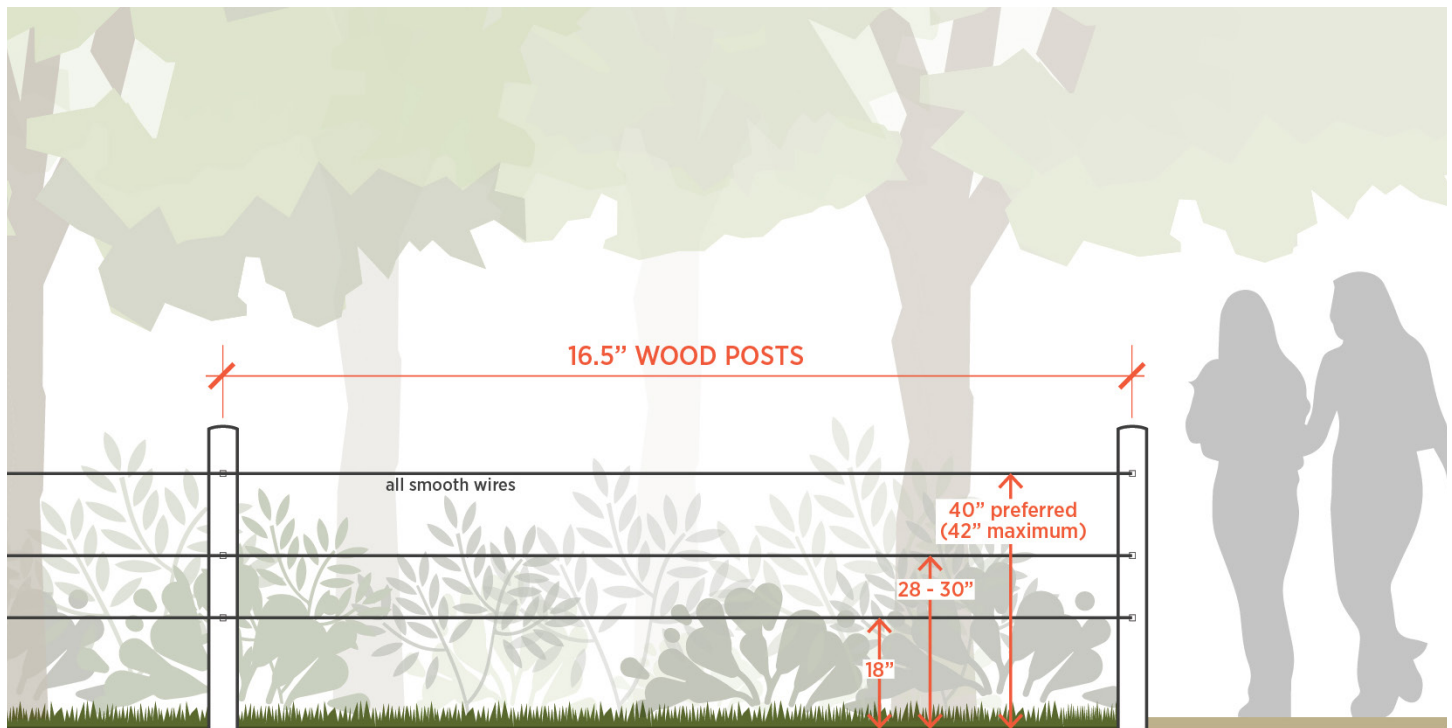 16.5” WOOD POSTS
all smooth wires
40” preferred
(42” maximum)
28 - 30”
18”